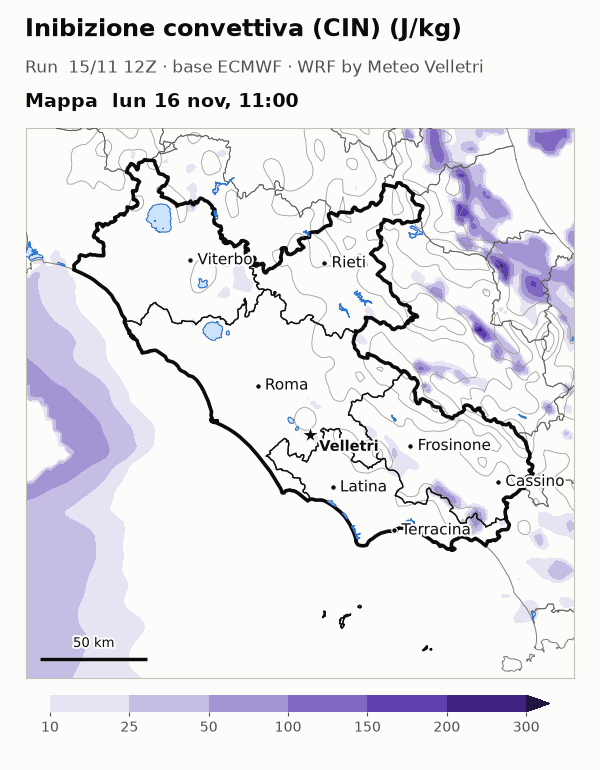 Inibizione convettiva (CIN) (J/kg)
Run  15/11 12Z · base ECMWF · WRF by Meteo Velletri
Mappa  lun 16 nov, 11:00
Viterbo
Rieti
Roma
Velletri
Frosinone
Latina
Cassino
Terracina
50 km
10 25 50 100 150 200 300